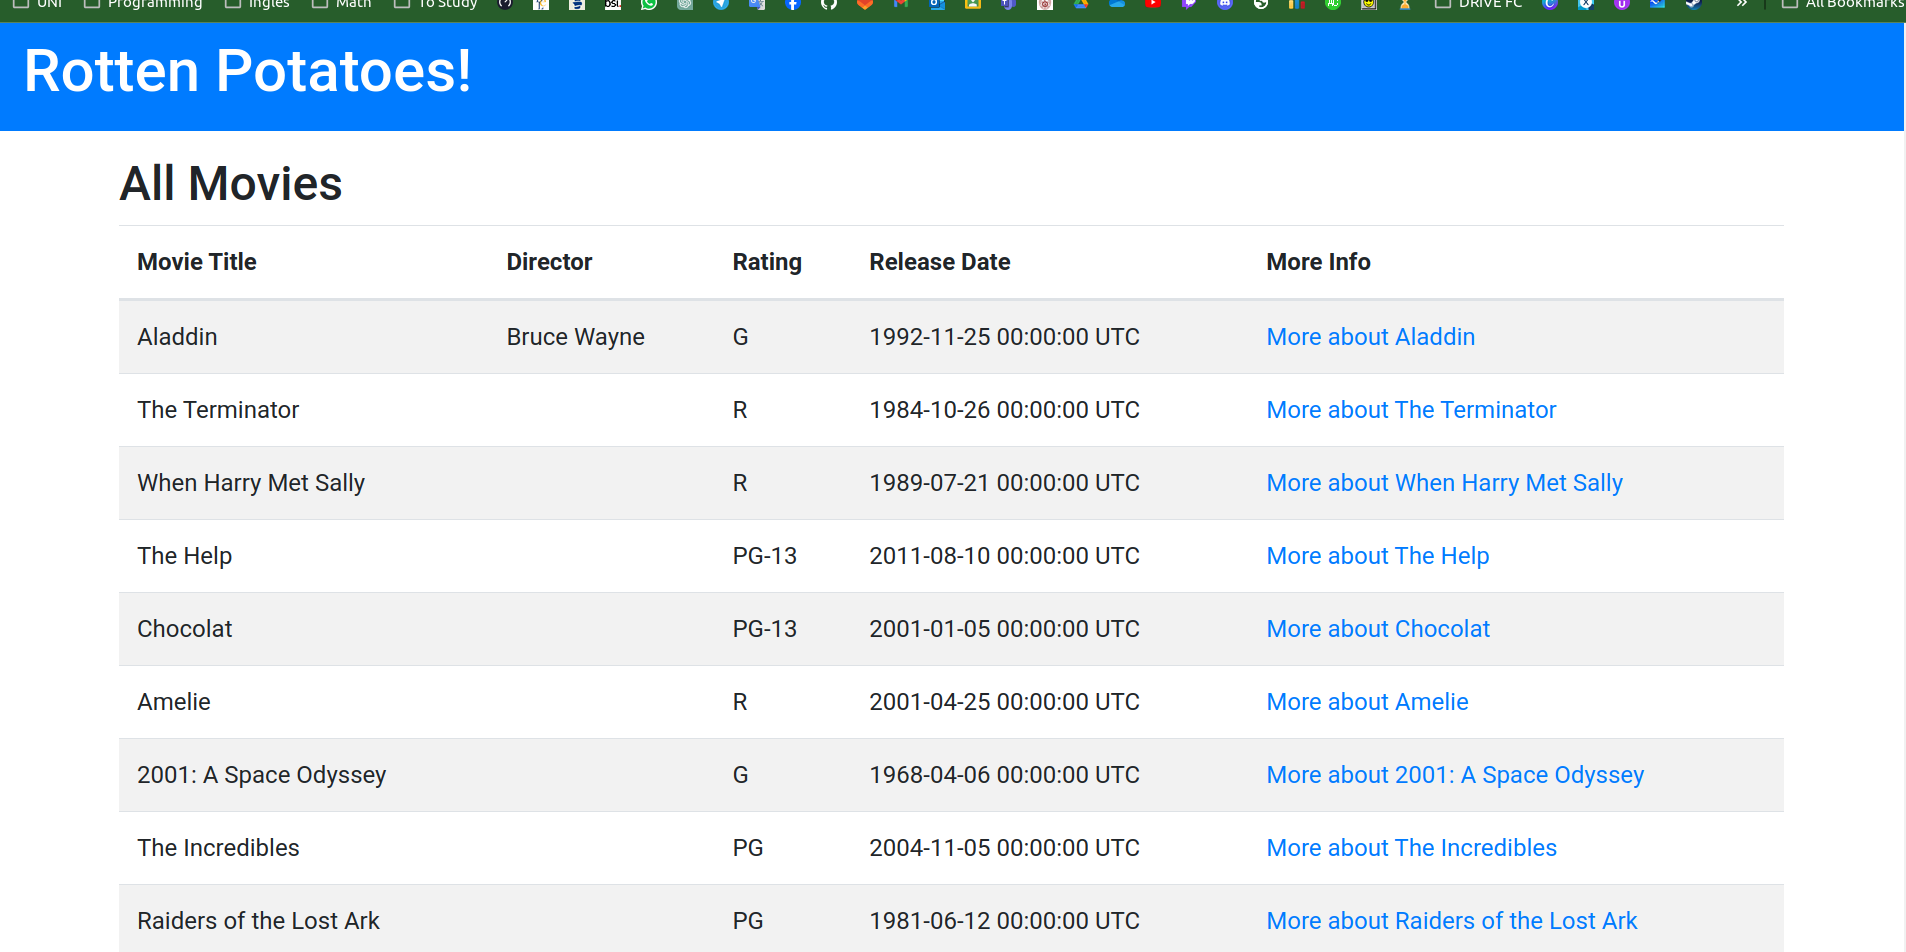 UNI Programming Ingles Math To Study DRIVE FC » All Bookmarks
Rotten Potatoes!
All Movies
Movie Title Director Rating Release Date More Info
Aladdin Bruce Wayne G 1992-11-25 00:00:00 UTC More about Aladdin
The Terminator R 1984-10-26 00:00:00 UTC More about The Terminator
When Harry Met Sally R 1989-07-21 00:00:00 UTC More about When Harry Met Sally
The Help PG-13 2011-08-10 00:00:00 UTC More about The Help
Chocolat PG-13 2001-01-05 00:00:00 UTC More about Chocolat
Amelie R 2001-04-25 00:00:00 UTC More about Amelie
2001: A Space Odyssey G 1968-04-06 00:00:00 UTC More about 2001: A Space Odyssey
The Incredibles PG 2004-11-05 00:00:00 UTC More about The Incredibles
Raiders of the Lost Ark PG 1981-06-12 00:00:00 UTC More about Raiders of the Lost Ark